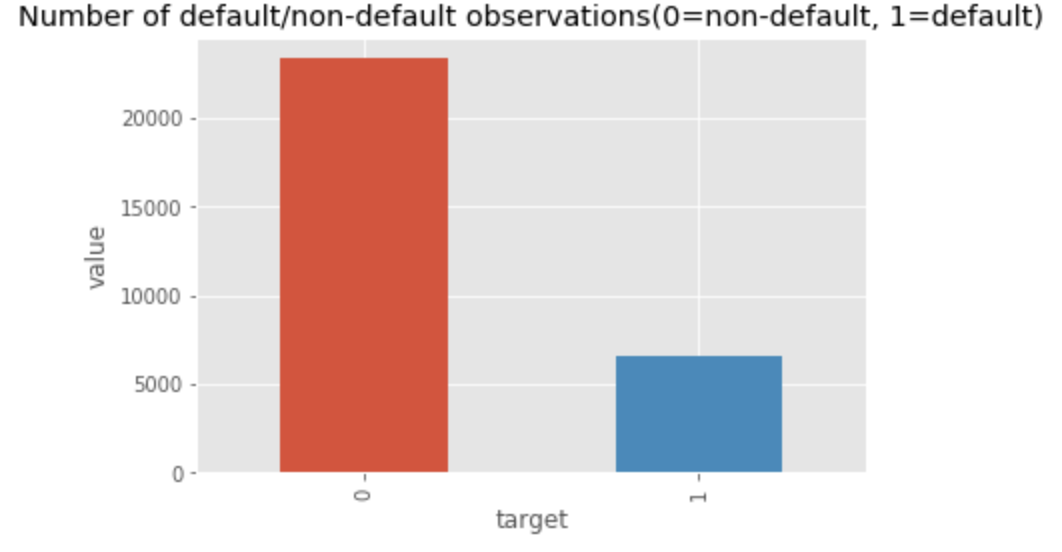 Number of default/non-default observations(0=non-default, 1=default)
20000
15000
10000
5000
0
value
0
1
target